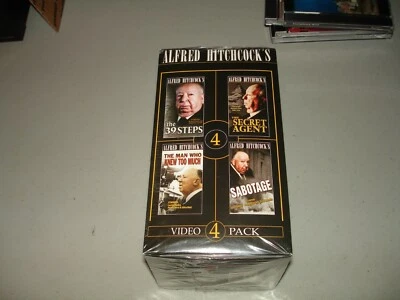 ALFRED HITCHCOCK'S
ALFRED HITCHCOCK'S
the
39 STEPS
ALFRED HITCHCOCK'S
SECRET
AGENT
4
ALFRED HITCHCOCK'S
THE MAN WHO
KNEW TOO MUCH
ALFRED HITCHCOCK'S
SABOTAGE
VIDEO 4 PACK